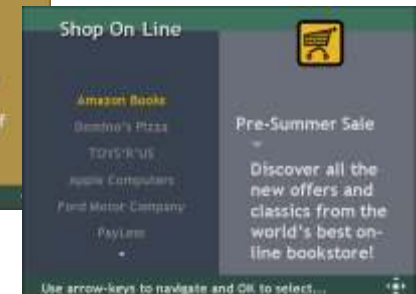 Shop On Line
Amazon Books
Domino's Pizza
TOYS'R'US
Apple Computers
Ford Motor Company
PayLess
Pre-Summer Sale
Discover all the
new offers and
classics from the
world's best on-
line bookstore!
Use arrow-keys to navigate and OK to select...